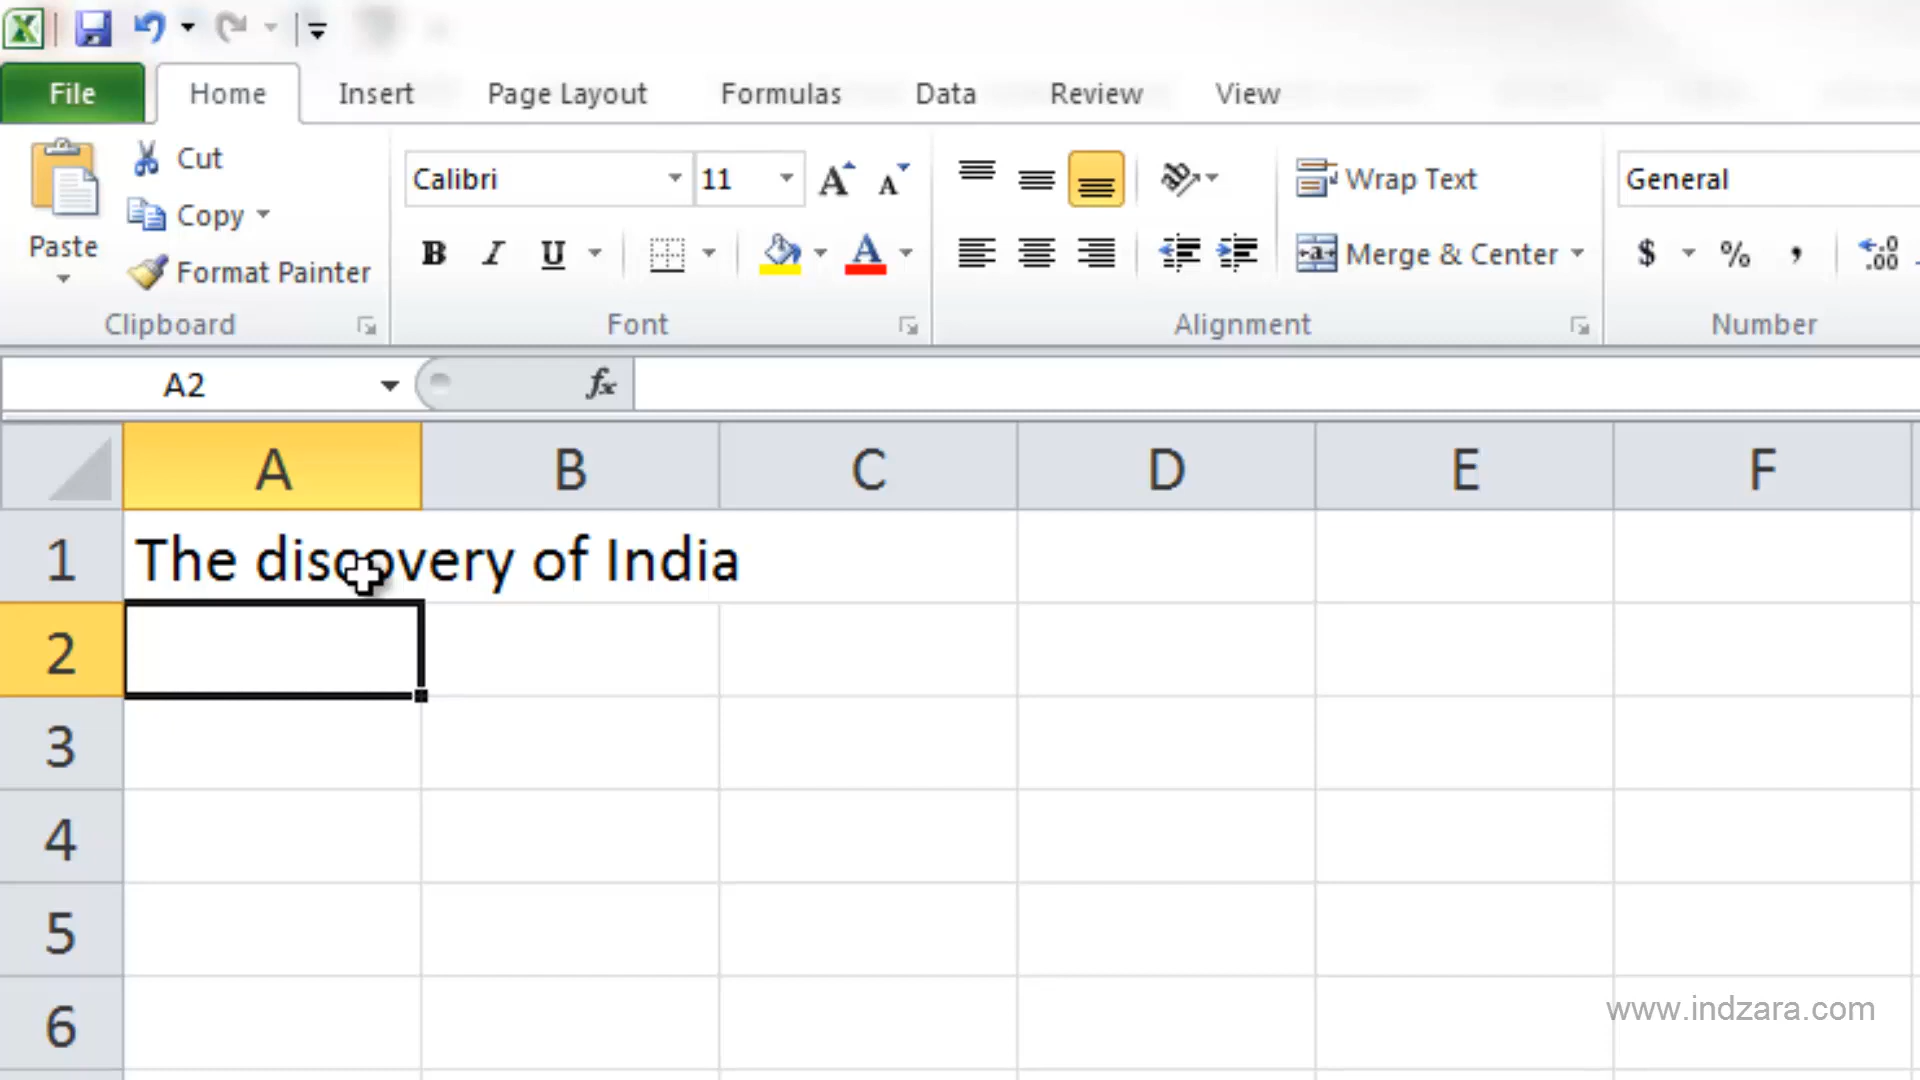 File Home Insert Page Layout Formulas Data Review View
Paste
Cut
Copy
Format Painter
Clipboard
Calibri 11
B I U
Font
Wrap Text
Merge & Center
Alignment
General
$ % ,
Number
A2 fx
A B C D E F
1 The discovery of India
2
3
4
5
6
www.indzara.com